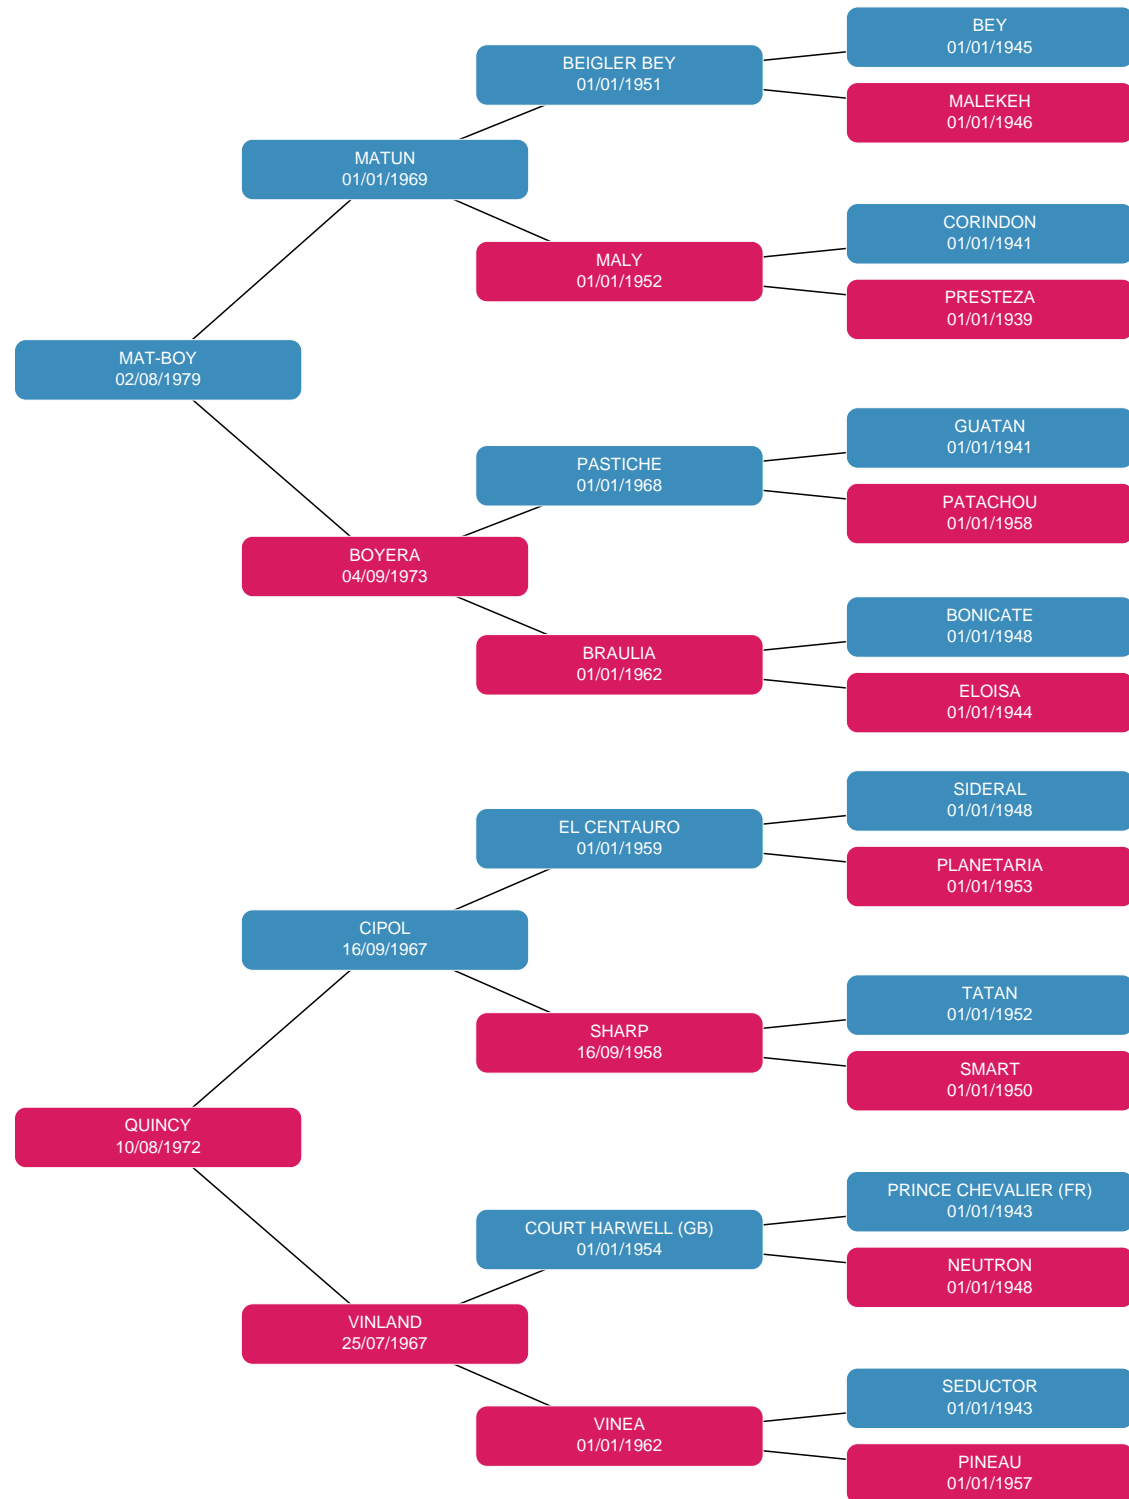 BEY
01/01/1945
BEIGLER BEY
01/01/1951
MALEKEH
01/01/1946
MATUN
01/01/1969
CORINDON
01/01/1941
MALY
01/01/1952
PRESTEZA
01/01/1939
MAT-BOY
02/08/1979
GUATAN
01/01/1941
PASTICHE
01/01/1968
PATACHOU
01/01/1958
BOYERA
04/09/1973
BONICATE
01/01/1948
BRAULIA
01/01/1962
ELOISA
01/01/1944
SIDERAL
01/01/1948
EL CENTAURO
01/01/1959
PLANETARIA
01/01/1953
CIPOL
16/09/1967
TATAN
01/01/1952
SHARP
16/09/1958
SMART
01/01/1950
QUINCY
10/08/1972
PRINCE CHEVALIER (FR)
01/01/1943
COURT HARWELL (GB)
01/01/1954
NEUTRON
01/01/1948
VINLAND
25/07/1967
SEDUCTOR
01/01/1943
VINEA
01/01/1962
PINEAU
01/01/1957